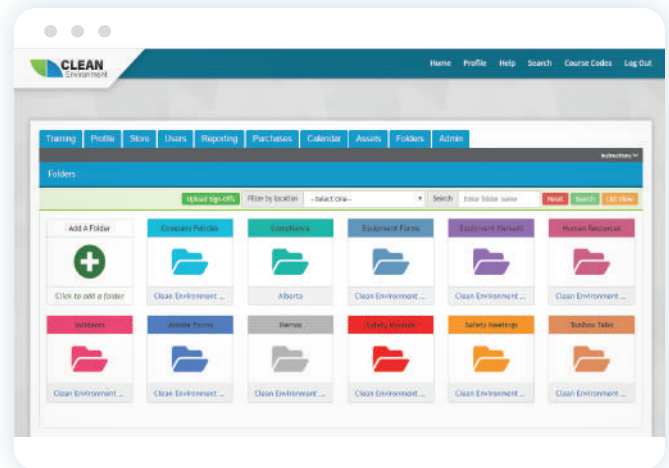 CLEAN
Environment
Home Profile Help Search Course Codes Log Out
Training Profile Store Users Reporting Purchases Calendar Assets Folders Admin
Instructions
Folders
Upload Sign Offs Filter by location --Select One-- Search Enter folder name Reset Search List View
Add A Folder Company Policies Compliance Equipment Forms Equipment Manuals Human Resources
Click to add a folder Clean Environment ... Alberta Clean Environment ... Clean Environment ... Clean Environment ...
Incidents Forms Memos Safety Manuals Safety Meetings Toolbox Talks
Clean Environment ... Clean Environment ... Clean Environment ... Clean Environment ... Clean Environment ... Clean Environment ...